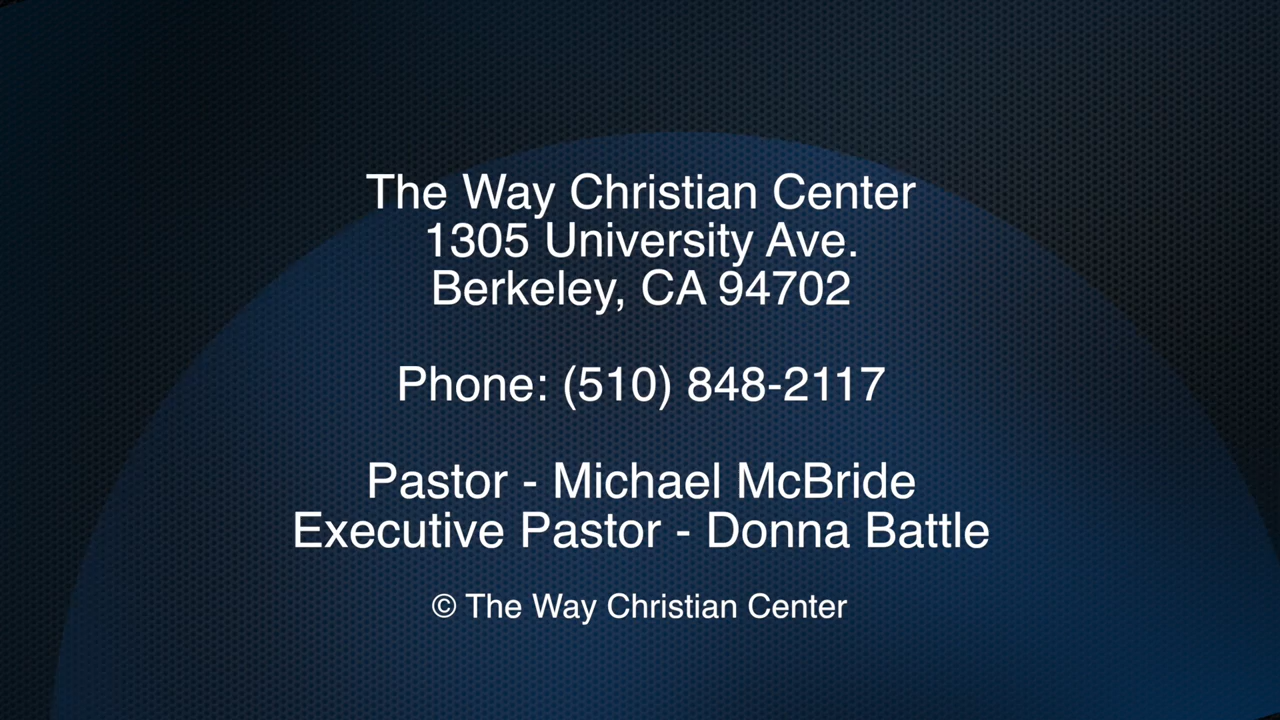 The Way Christian Center
1305 University Ave.
Berkeley, CA 94702
Phone: (510) 848-2117
Pastor - Michael McBride
Executive Pastor - Donna Battle
© The Way Christian Center